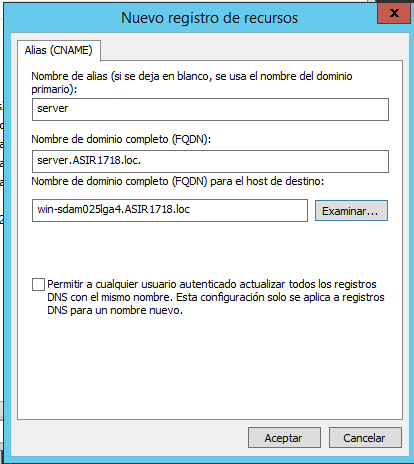 Nuevo registro de recursos
x
Alias (CNAME)
Nombre de alias (si se deja en blanco, se usa el nombre del dominio
primario):
server
Nombre de dominio completo (FQDN):
server.ASIR1718.loc.
Nombre de dominio completo (FQDN) para el host de destino:
win-sdam025lga4.ASIR1718.loc
Examinar...
Permitir a cualquier usuario autenticado actualizar todos los registros
DNS con el mismo nombre. Esta configuración solo se aplica a registros
DNS para un nombre nuevo.
Aceptar
Cancelar